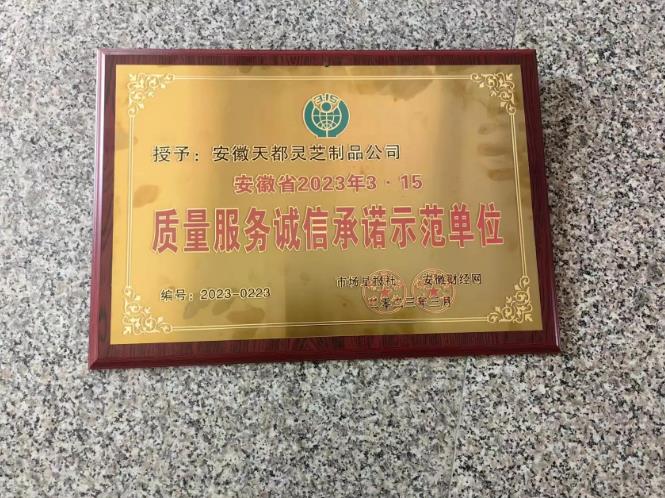 315
授予：安徽天都灵芝制品公司
安徽省2023年3·15
质量服务诚信承诺示范单位
编号：2023-0223
市场星报社 安徽财经网
二零二三年三月